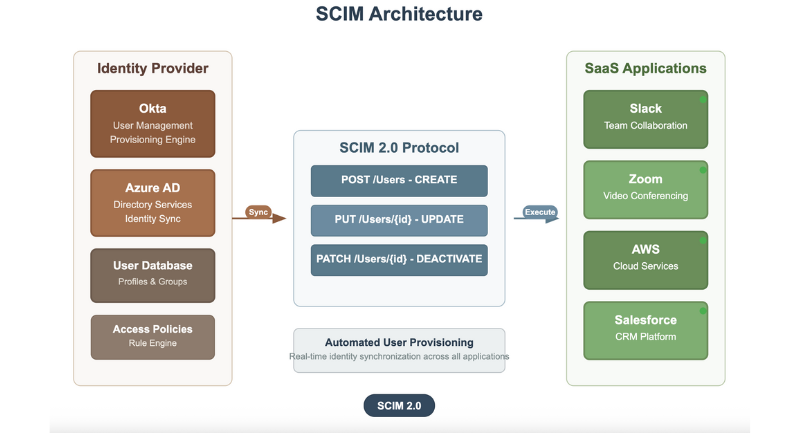 SCIM Architecture
Identity Provider
Okta
User Management
Provisioning Engine
Azure AD
Directory Services
Identity Sync
User Database
Profiles & Groups
Access Policies
Rule Engine
Sync
SCIM 2.0 Protocol
POST /Users - CREATE
PUT /Users/{id} - UPDATE
PATCH /Users/{id} - DEACTIVATE
Automated User Provisioning
Real-time identity synchronization across all applications
Execute
SaaS Applications
Slack
Team Collaboration
Zoom
Video Conferencing
AWS
Cloud Services
Salesforce
CRM Platform
SCIM 2.0